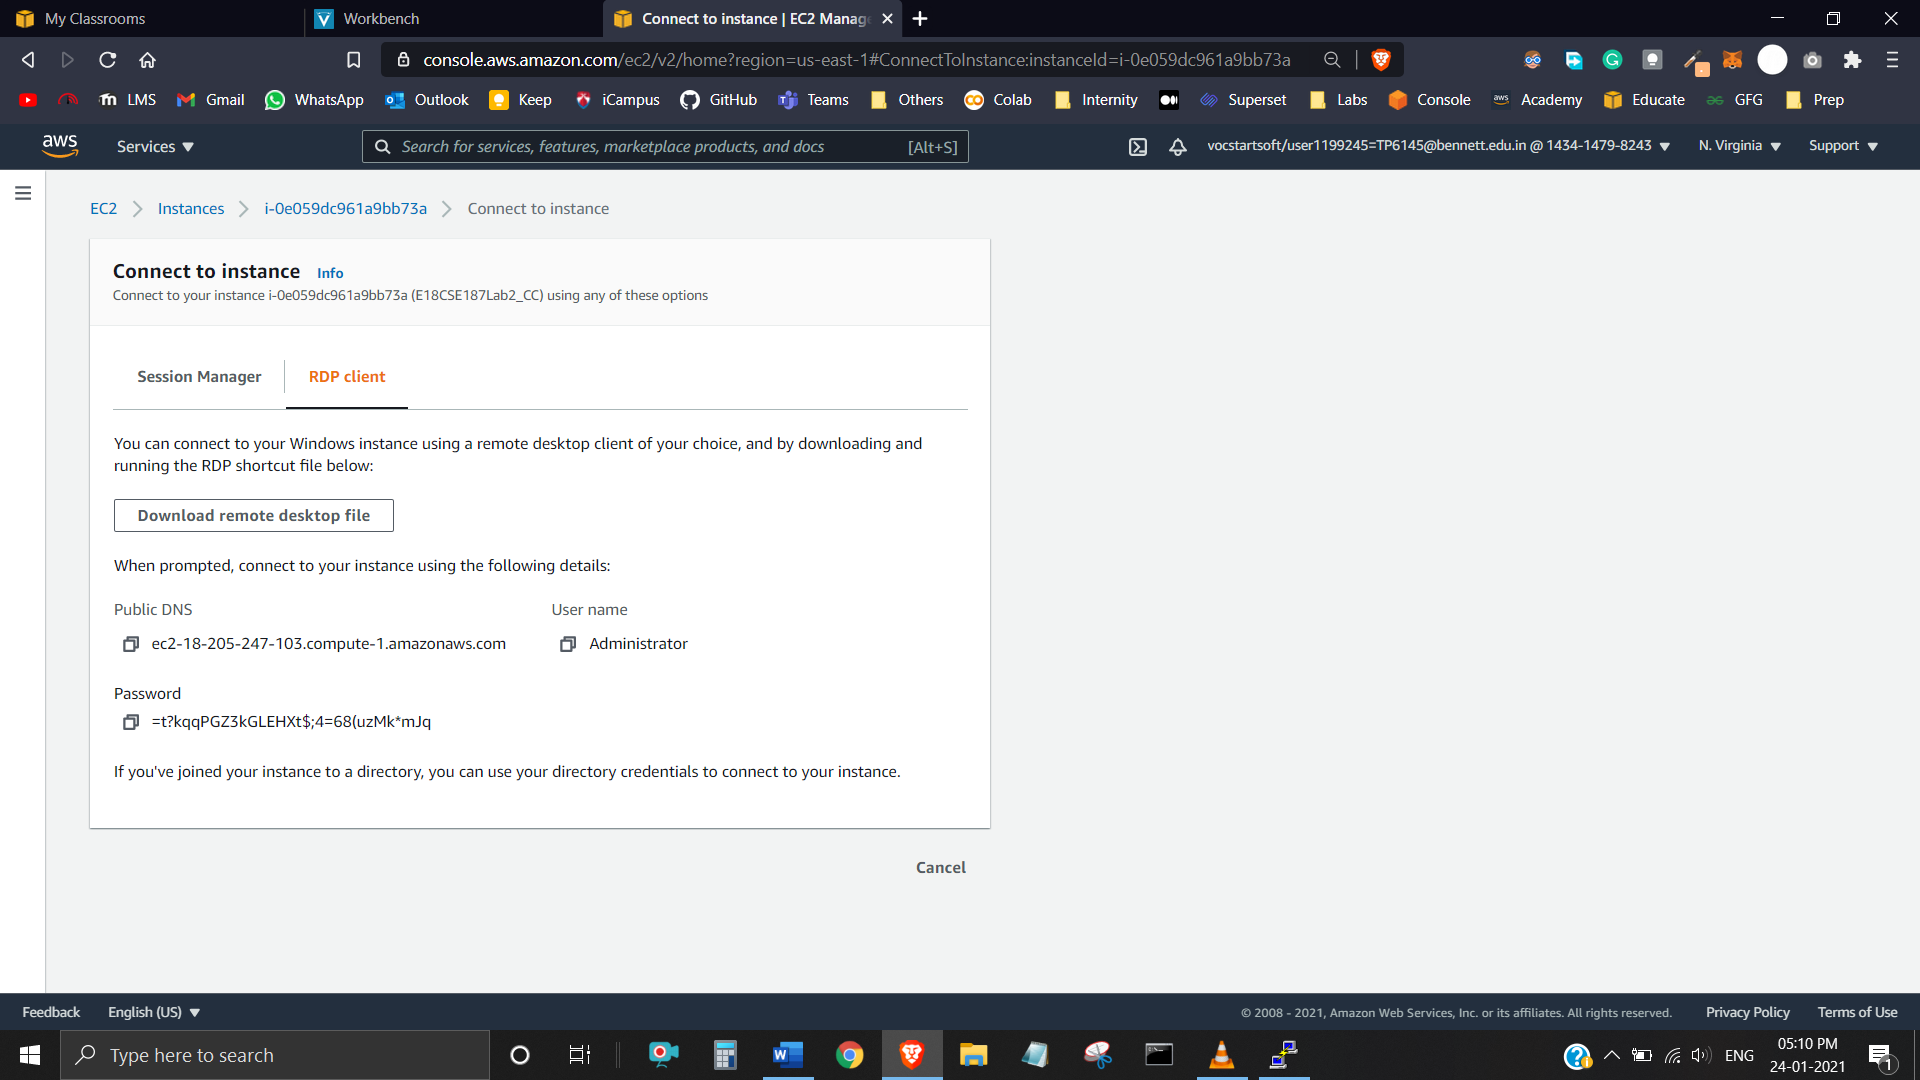 My Classrooms
Workbench
Connect to instance | EC2 Manag
console.aws.amazon.com/ec2/v2/home?region=us-east-1#ConnectToInstance:instanceId=i-0e059dc961a9bb73a
LMS Gmail WhatsApp Outlook Keep iCampus GitHub Teams Others Colab Internity Superset Labs Console aws Academy Educate GFG Prep
aws Services Search for services, features, marketplace products, and docs [Alt+S] vocstartsoft/user1199245=TP6145@bennett.edu.in @ 1434-1479-8243 N. Virginia Support
EC2 Instances i-0e059dc961a9bb73a Connect to instance
Connect to instance Info
Connect to your instance i-0e059dc961a9bb73a (E18CSE187Lab2_CC) using any of these options
Session Manager RDP client
You can connect to your Windows instance using a remote desktop client of your choice, and by downloading and
running the RDP shortcut file below:
Download remote desktop file
When prompted, connect to your instance using the following details:
Public DNS User name
ec2-18-205-247-103.compute-1.amazonaws.com Administrator
Password
=t?kqqPGZ3kGLEHXt$;4=68(uzMk*mJq
If you've joined your instance to a directory, you can use your directory credentials to connect to your instance.
Cancel
Feedback English (US) © 2008 - 2021, Amazon Web Services, Inc. or its affiliates. All rights reserved. Privacy Policy Terms of Use
Type here to search ENG 05:10 PM
24-01-2021 1